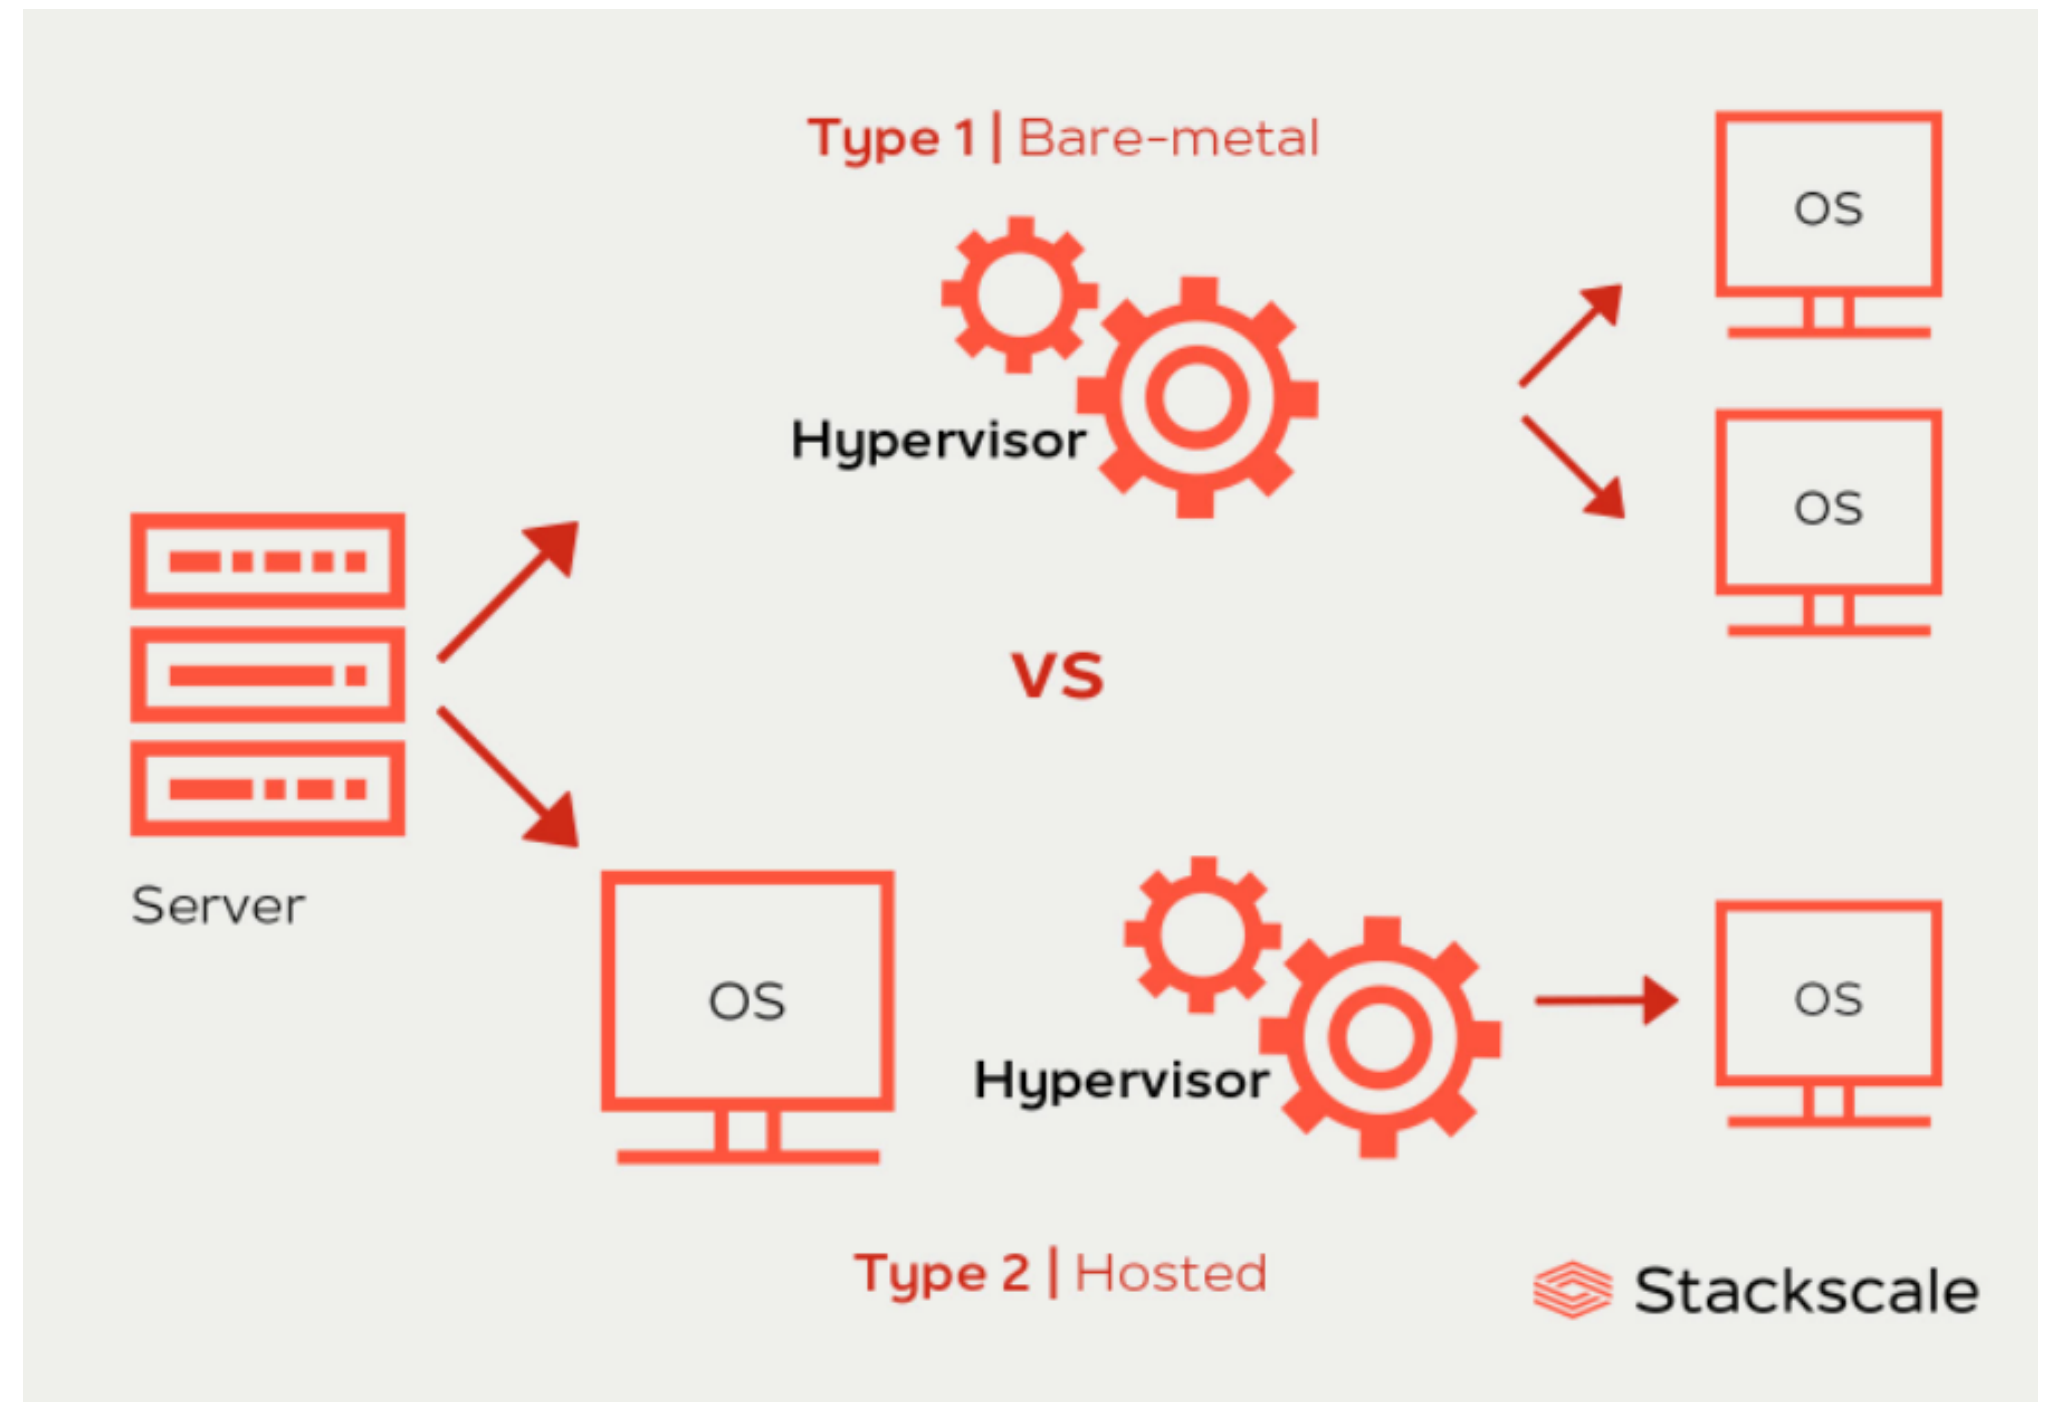 Type 1 | Bare-metal
OS
Hypervisor
OS
VS
Server
OS
Hypervisor
OS
Type 2 | Hosted
Stackscale